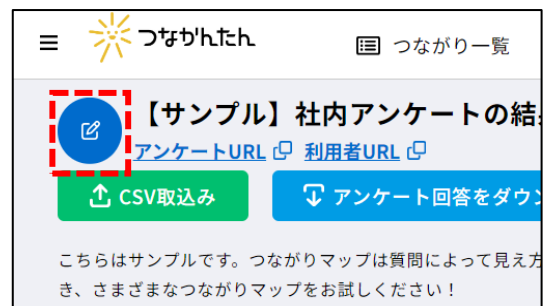 つなかんたん
つながり一覧
【サンプル】社内アンケートの結
アンケートURL 利用者URL
CSV取込み
アンケート回答をダウン
こちらはサンプルです。つながりマップは質問によって見え方
き、さまざまなつながりマップをお試しください！